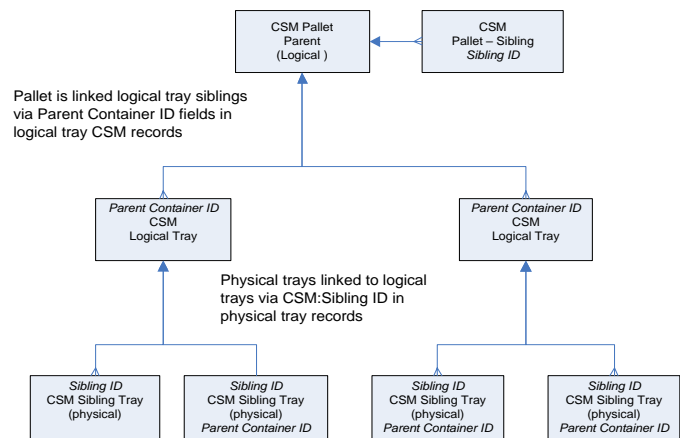 CSM Pallet
Parent
(Logical )
CSM
Pallet – Sibling
Sibling ID
Pallet is linked logical tray siblings
via Parent Container ID fields in
logical tray CSM records
Parent Container ID
CSM
Logical Tray
Parent Container ID
CSM
Logical Tray
Physical trays linked to logical
trays via CSM:Sibling ID in
physical tray records
Sibling ID
CSM Sibling Tray
(physical)
Sibling ID
CSM Sibling Tray
(physical)
Parent Container ID
Sibling ID
CSM Sibling Tray
(physical)
Parent Container ID
Sibling ID
CSM Sibling Tray
(physical)
Parent Container ID